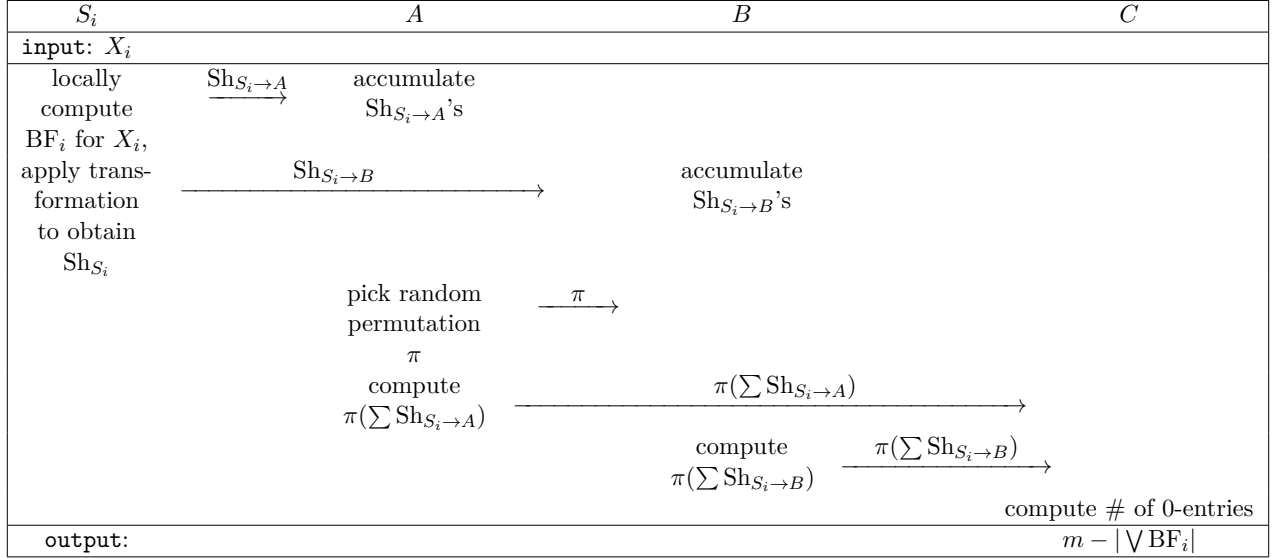 S_i A B C
input: X_i
locally Sh_{S_i→A} accumulate
compute Sh_{S_i→A}'s
BF_i for X_i,
apply trans- Sh_{S_i→B} accumulate
formation Sh_{S_i→B}'s
to obtain
Sh_{S_i}
pick random π
permutation
π
compute π(∑ Sh_{S_i→A})
π(∑ Sh_{S_i→A})
compute π(∑ Sh_{S_i→B})
π(∑ Sh_{S_i→B})
compute # of 0-entries
output: m − |⋁ BF_i|